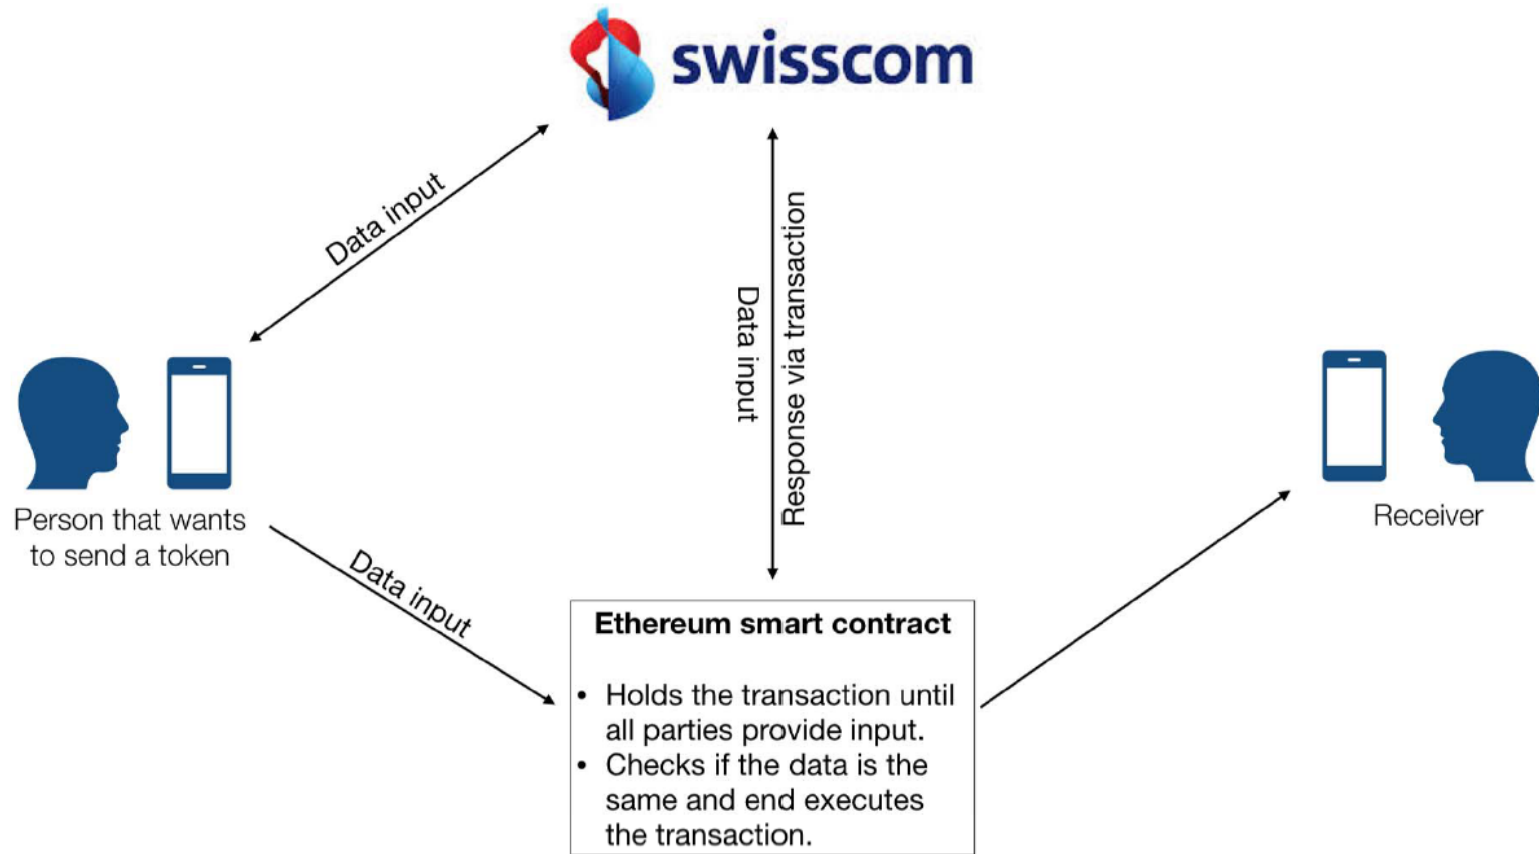 swisscom
Data input
Data input
Response via transaction
Person that wants
to send a token
Receiver
Data input
Ethereum smart contract
• Holds the transaction until
all parties provide input.
• Checks if the data is the
same and end executes
the transaction.